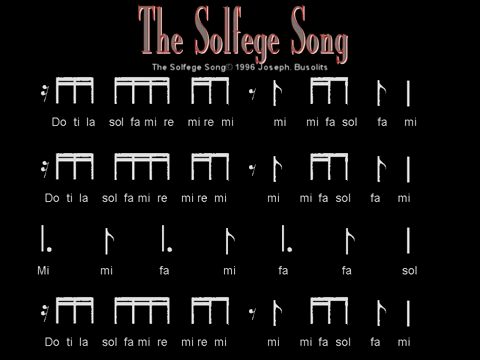 The Solfege Song
The Solfege Song© 1996 Joseph. Busolits
Do ti la sol fa mi re mi re mi mi mi fa sol fa mi
Do ti la sol fa mi re mi re mi mi mi fa sol fa mi
Mi mi fa mi fa fa sol
Do ti la sol fa mi re mi re mi mi mi fa sol fa mi